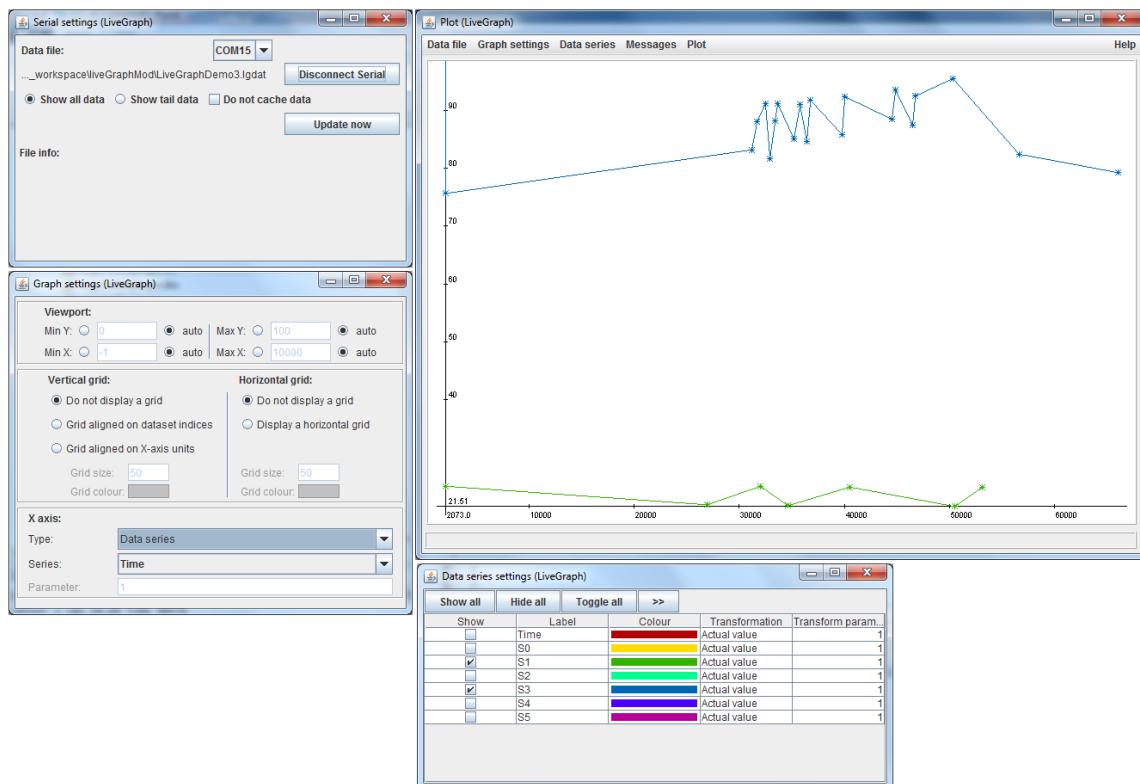 Serial settings (LiveGraph)
Data file:
COM15
..._workspace\liveGraphMod\LiveGraphDemo3.lgdat
Disconnect Serial
Show all data
Show tail data
Do not cache data
Update now
File info:
Graph settings (LiveGraph)
Viewport:
Min Y: 0 auto Max Y: 100 auto
Min X: -1 auto Max X: 10000 auto
Vertical grid:
Do not display a grid
Grid aligned on dataset indices
Grid aligned on X-axis units
Grid size: 50
Grid colour:
Horizontal grid:
Do not display a grid
Display a horizontal grid
Grid size: 50
Grid colour:
X axis:
Type: Data series
Series: Time
Parameter: 1
Plot (LiveGraph)
Data file Graph settings Data series Messages Plot Help
90
80
70
60
50
40
21.51
2073.0 10000 20000 30000 40000 50000 60000
Data series settings (LiveGraph)
Show all Hide all Toggle all >>
Show Label Colour Transformation Transform param...
Time Actual value 1
S0 Actual value 1
S1 Actual value 1
S2 Actual value 1
S3 Actual value 1
S4 Actual value 1
S5 Actual value 1